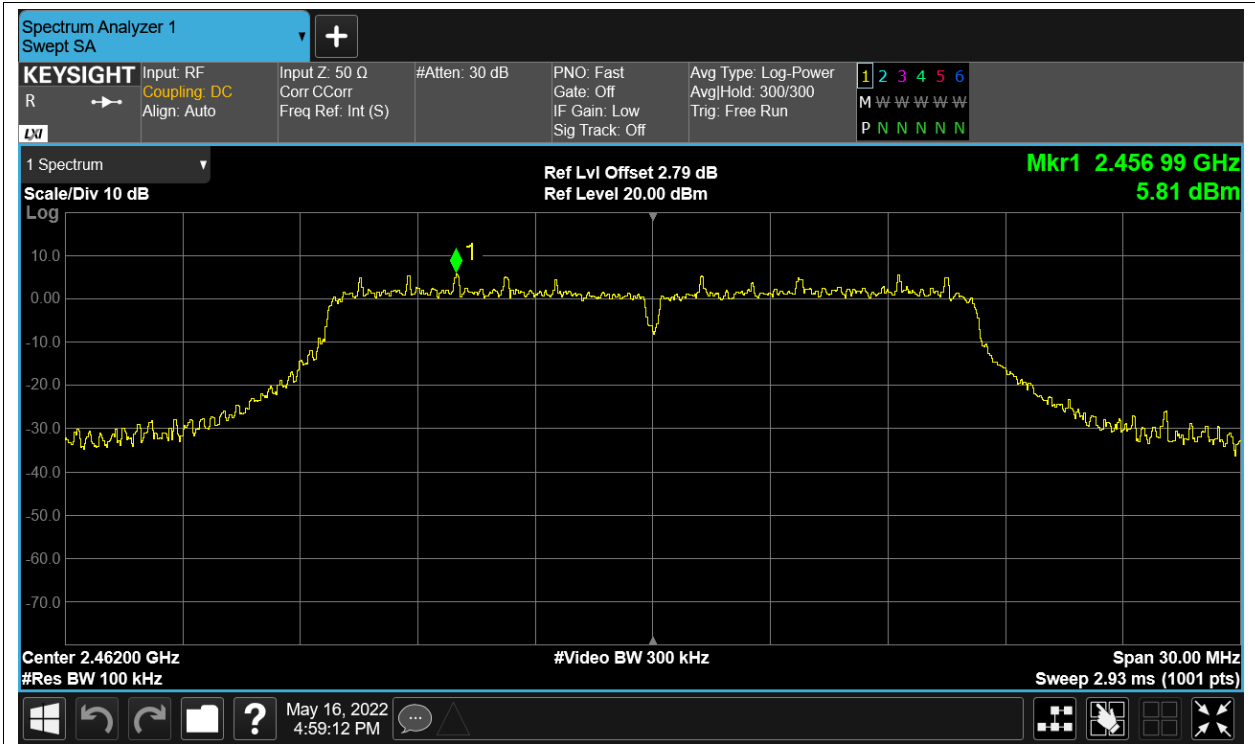 Spectrum Analyzer 1
Swept SA
KEYSIGHT
R
LXI
Input: RF
Coupling: DC
Align: Auto
Input Z: 50 Ω
Corr CCorr
Freq Ref: Int (S)
#Atten: 30 dB
PNO: Fast
Gate: Off
IF Gain: Low
Sig Track: Off
Avg Type: Log-Power
Avg|Hold: 300/300
Trig: Free Run
1 2 3 4 5 6
M W W W W W
P N N N N N
1 Spectrum
Scale/Div 10 dB
Log
Ref Lvl Offset 2.79 dB
Ref Level 20.00 dBm
Mkr1 2.456 99 GHz
5.81 dBm
1
10.0
0.00
-10.0
-20.0
-30.0
-40.0
-50.0
-60.0
-70.0
Center 2.46200 GHz
#Video BW 300 kHz
Span 30.00 MHz
#Res BW 100 kHz
Sweep 2.93 ms (1001 pts)
?
May 16, 2022
4:59:12 PM